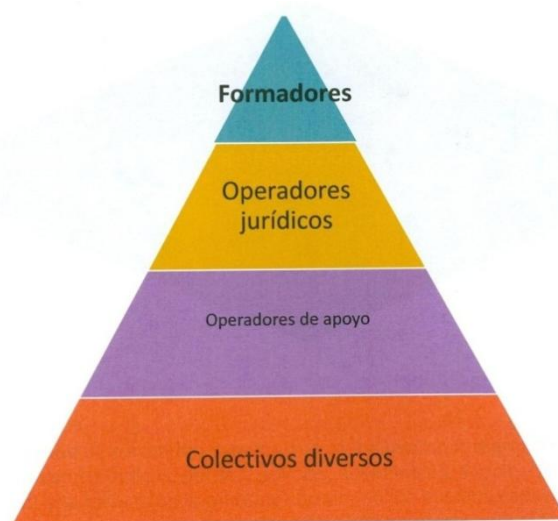 Formadores
Operadores
jurídicos
Operadores de apoyo
Colectivos diversos